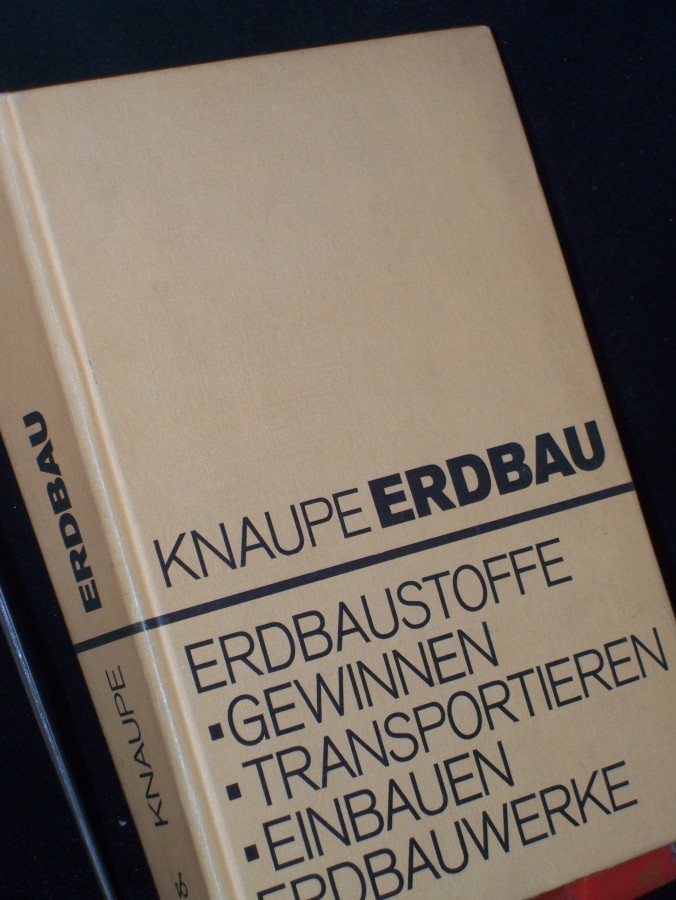 KNAUPE ERDBAU
ERDBAUSTOFFE
▪GEWINNEN
▪TRANSPORTIEREN
▪EINBAUEN
ERDBAUWERKE
ERDBAU
KNAUPE